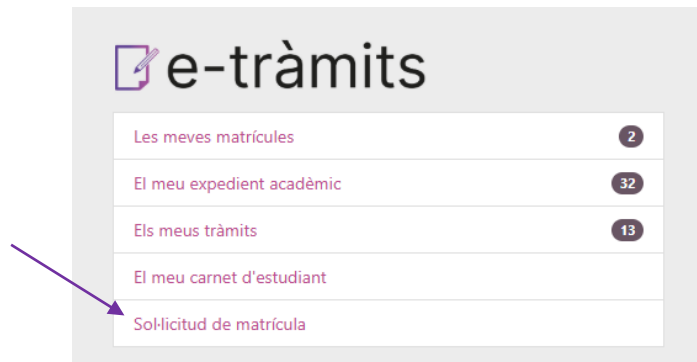 e-tràmits
Les meves matrícules 2
El meu expedient acadèmic 32
Els meus tràmits 13
El meu carnet d'estudiant
Sol·licitud de matrícula